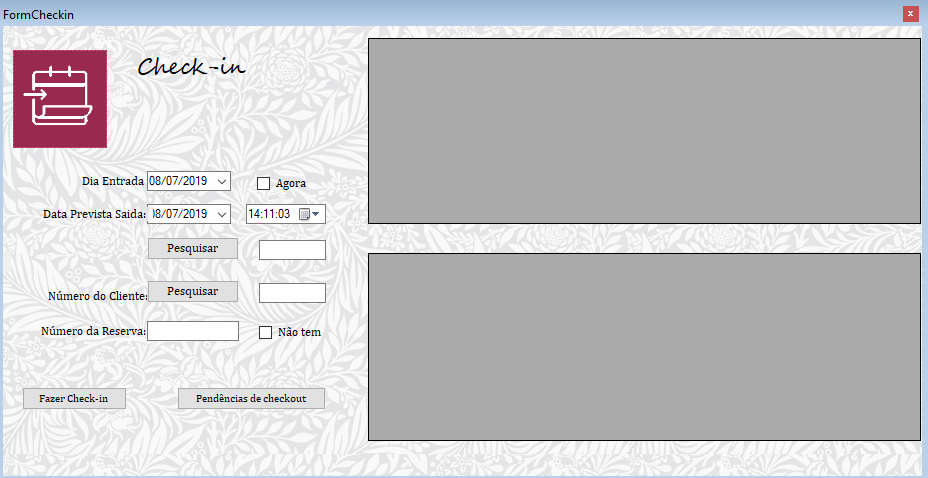 FormCheckin
x
Check-in
Dia Entrada 08/07/2019 Agora
Data Prevista Saida: 08/07/2019 14:11:03
Pesquisar
Número do Cliente: Pesquisar
Número da Reserva: Não tem
Fazer Check-in Pendências de checkout